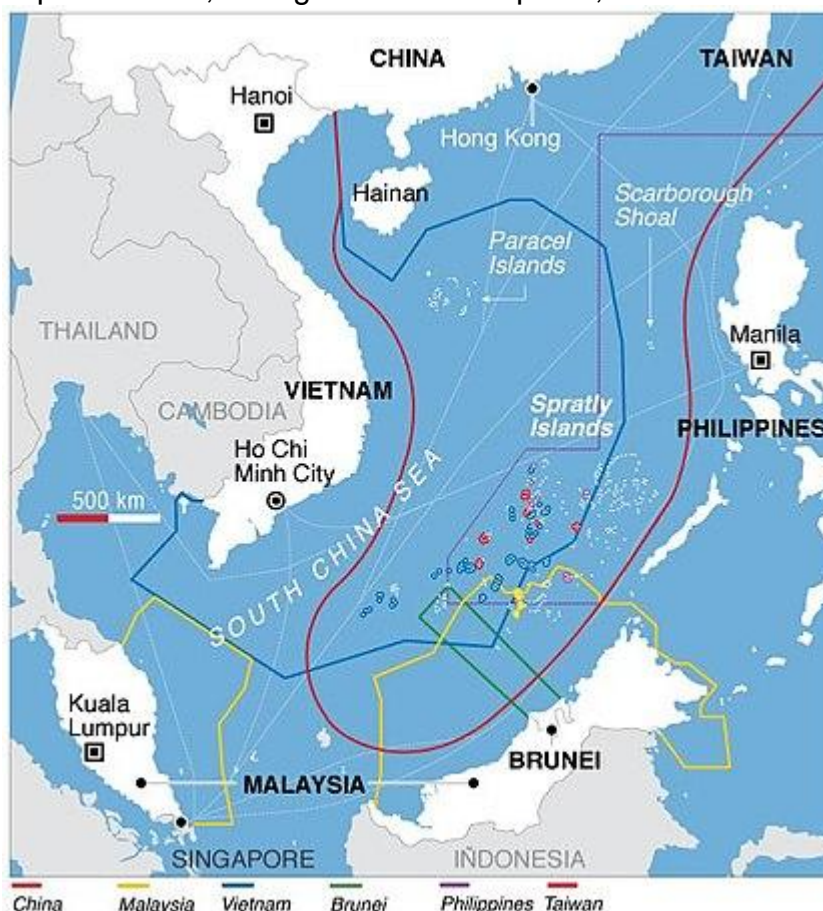 CHINA
TAIWAN
Hanoi
Hong Kong
Hainan
Scarborough
Shoal
Paracel
Islands
THAILAND
Manila
VIETNAM
CAMBODIA
Spratly
Islands
PHILIPPINES
Ho Chi
Minh City
500 km
SOUTH CHINA SEA
Kuala
Lumpur
BRUNEI
MALAYSIA
SINGAPORE
INDONESIA
China Malaysia Vietnam Brunei Philippines Taiwan